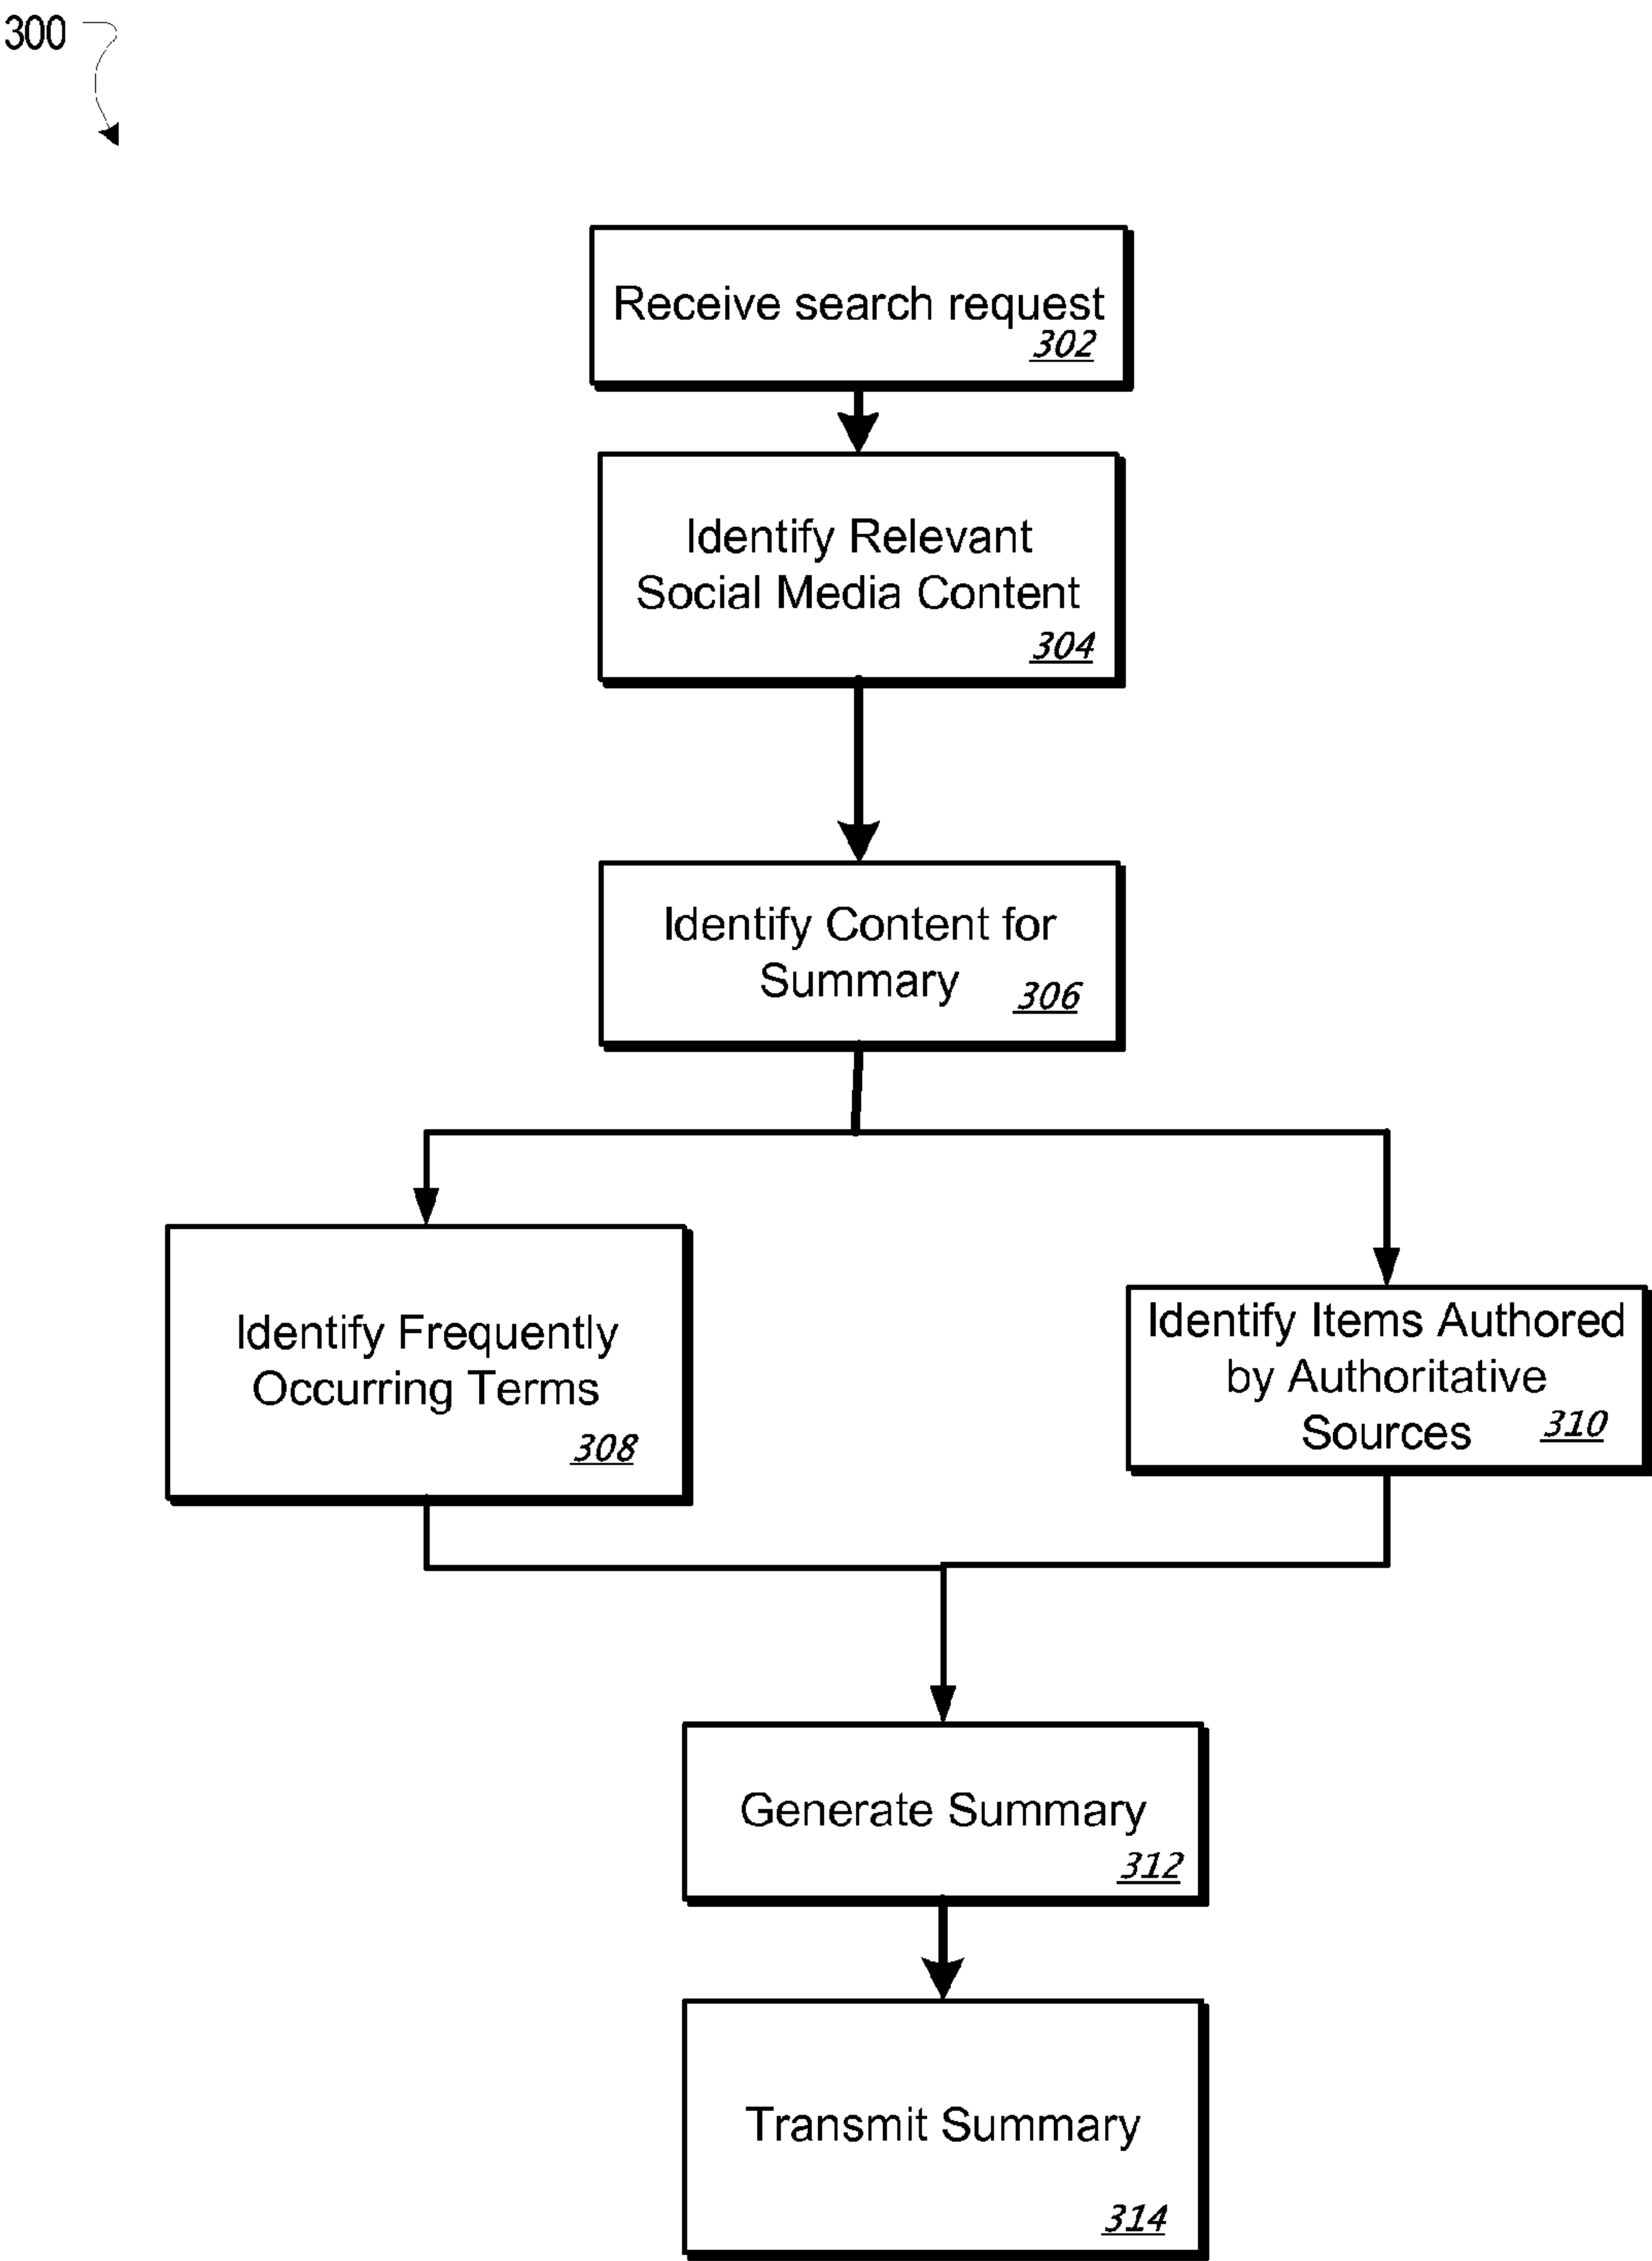 300
Receive search request
302
Identify Relevant
Social Media Content
304
Identify Content for
Summary 306
Identify Frequently
Occurring Terms
308
Identify Items Authored
by Authoritative
Sources 310
Generate Summary
312
Transmit Summary
314